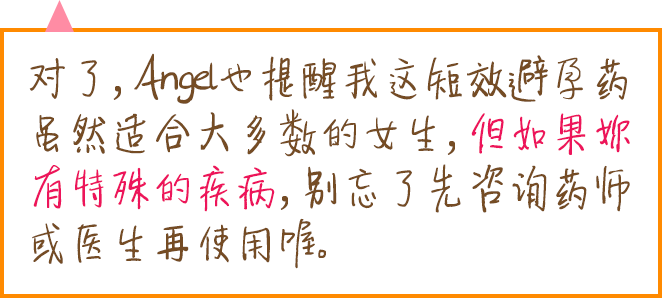 对了,Angel也提醒我这短效避孕药
虽然适合大多数的女生,但如果妳
有特殊的疾病,别忘了先咨询药师
或医生再使用喔。